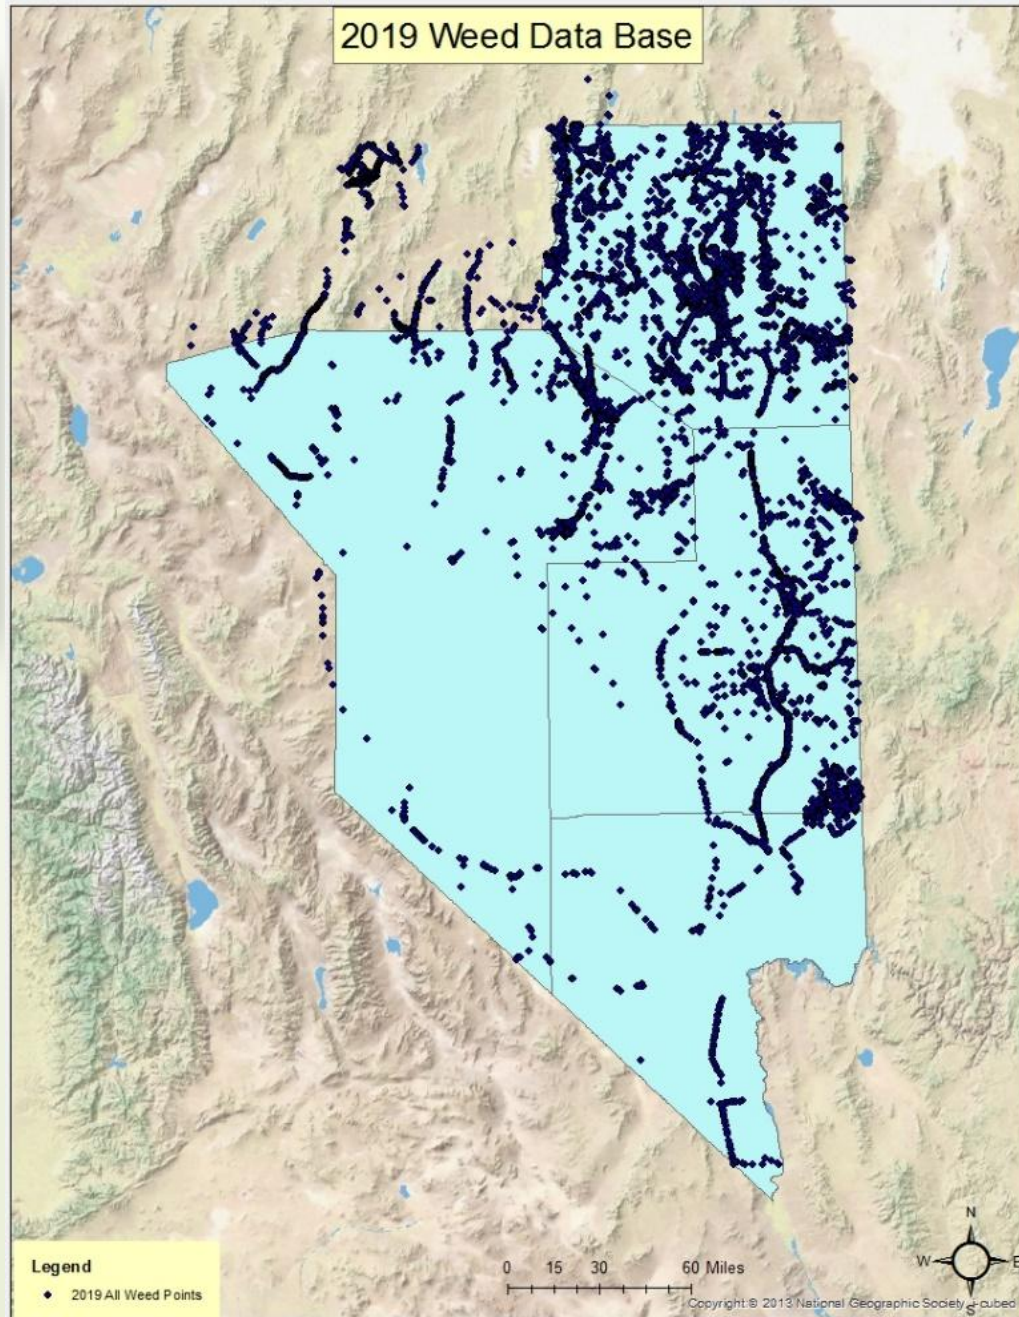 2019 Weed Data Base
N
W
E
S
Legend
2019 All Weed Points
0 15 30 60 Miles
Copyright:© 2013 National Geographic Society, i-cubed